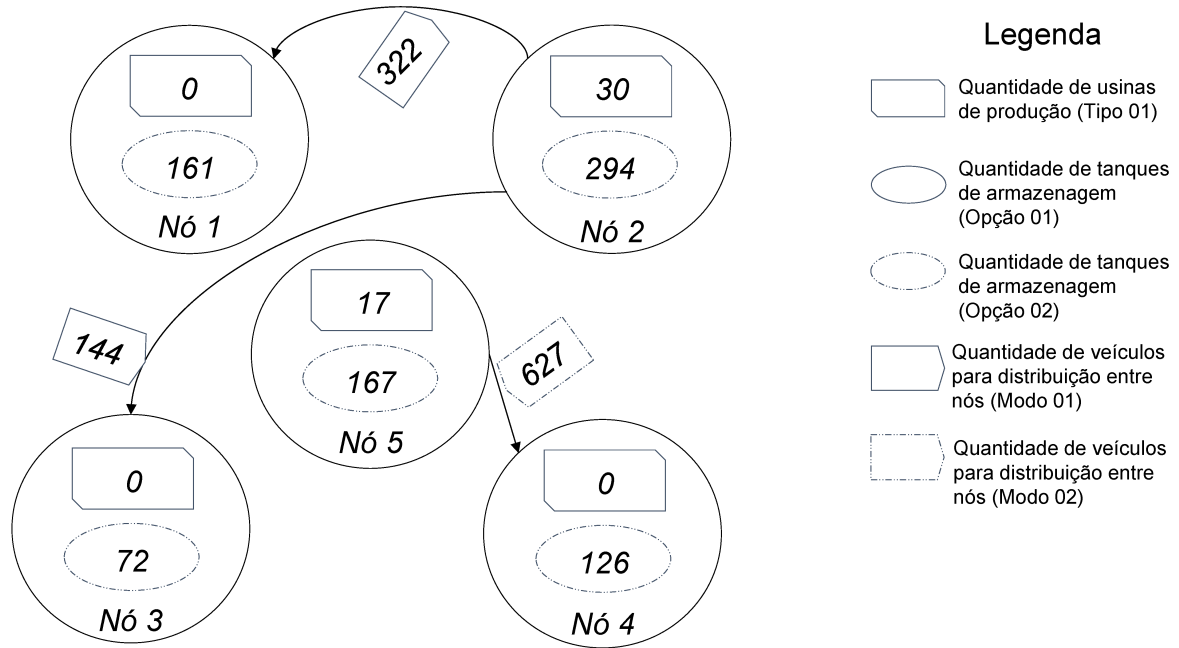 322
0
161
Nó 1
30
294
Nó 2
144
17
167
Nó 5
627
0
72
Nó 3
0
126
Nó 4
Legenda
Quantidade de usinas
de produção (Tipo 01)
Quantidade de tanques
de armazenagem
(Opção 01)
Quantidade de tanques
de armazenagem
(Opção 02)
Quantidade de veículos
para distribuição entre
nós (Modo 01)
Quantidade de veículos
para distribuição entre
nós (Modo 02)